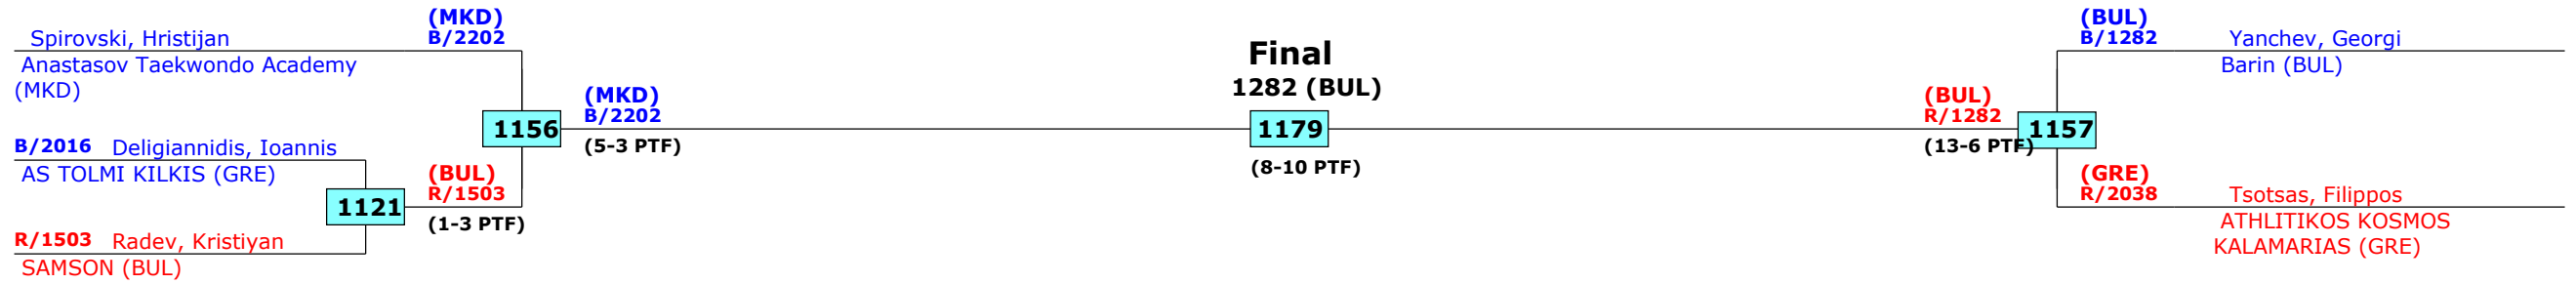 (MKD)
B/2202
Spirovski, Hristijan
Anastasov Taekwondo Academy
(MKD)
B/2016 Deligiannidis, Ioannis
AS TOLMI KILKIS (GRE)
R/1503 Radev, Kristiyan
SAMSON (BUL)
1121
(BUL)
R/1503
(1-3 PTF)
1156
(MKD)
B/2202
(5-3 PTF)
Final
1282 (BUL)
1179
(8-10 PTF)
(BUL)
R/1282
(13-6 PTF)
1157
(BUL)
B/1282
Yanchev, Georgi
Barin (BUL)
(GRE)
R/2038
Tsotsas, Filippos
ATHLITIKOS KOSMOS
KALAMARIAS (GRE)